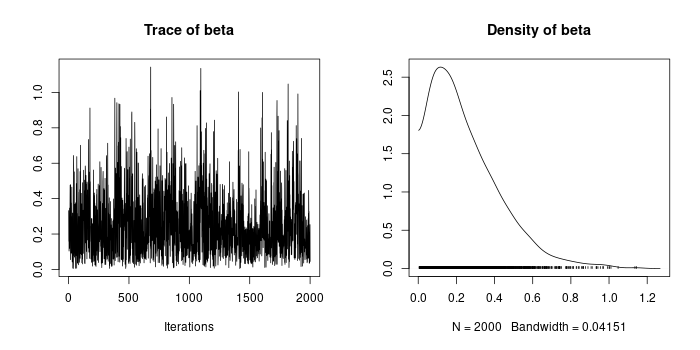 Trace of beta
0.0 0.2 0.4 0.6 0.8 1.0
0 500 1000 1500 2000
Iterations
Density of beta
0.0 0.5 1.0 1.5 2.0 2.5
0.0 0.2 0.4 0.6 0.8 1.0 1.2
N = 2000 Bandwidth = 0.04151